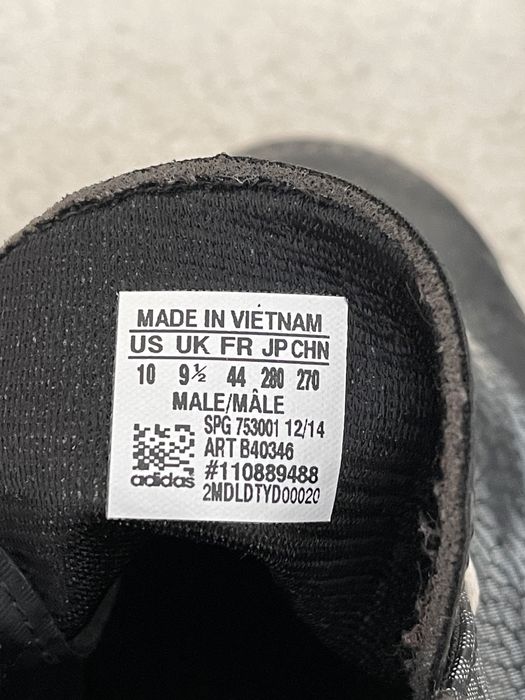 MADE IN VIETNAM
US UK FR JP CHN
10 9½ 44 280 270
MALE/MÂLE
SPG 753001 12/14
ART B40346
#110889488
adidas
2MDLDTYD00020